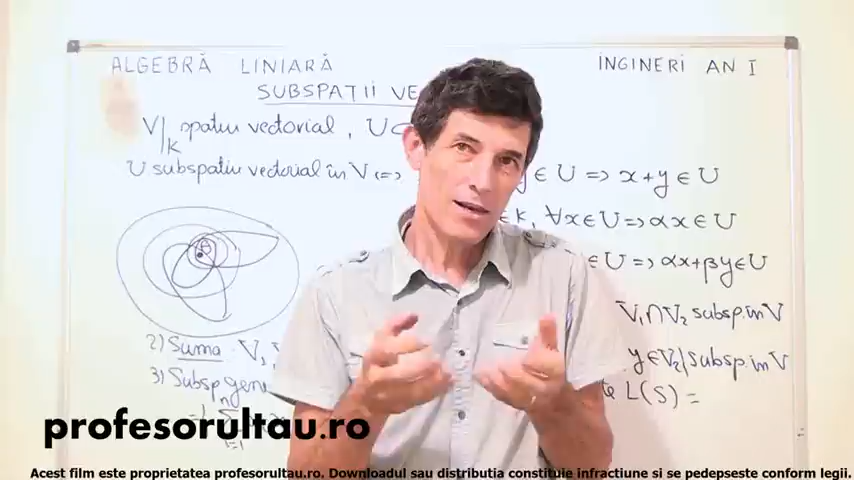 ALGEBRĂ LINIARĂ INGINERI AN I
SUBSPAȚII
V|K spațiu vectorial, U⊂
U subspațiu vectorial în V <=> y ∈ U => x+y ∈ U
∈ K, ∀x∈U => αx ∈ U
∈ U => αx+βy∈U
V₁∩V₂ subsp. în V
2) Suma V₁, y∈V₂| subsp. în V
3) Subsp. gen L(S) =
profesorultau.ro
Acest film este proprietatea profesorultau.ro. Downloadul sau distributia constituie infractiune si se pedepseste conform legii.